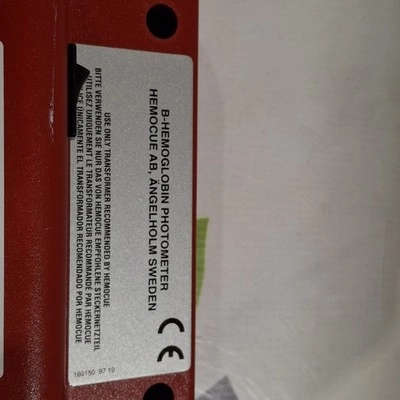 B-HEMOGLOBIN PHOTOMETER
HEMOCUE AB, ÄNGELHOLM SWEDEN
CE
USE ONLY TRANSFORMER RECOMMENDED BY HEMOCUE
BITTE VERWENDEN SIE NUR DAS VON HEMOCUE EMPFOHLENE STECKERNETZTEIL
UTILISEZ UNIQUEMENT LE TRANSFORMATEUR RECOMMANDÉ PAR HEMOCUE
ÚNICAMENTE EL TRANSFORMADOR RECOMENDADO POR HEMOCUE
160150 97 10